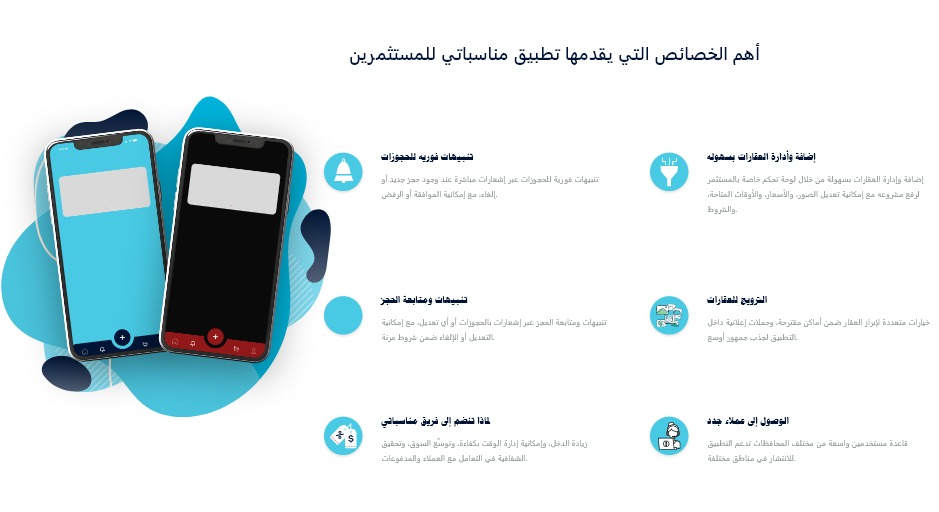 أهم الخصائص التي يقدمها تطبيق مناسباتي للمستثمرين
إضافة وأدارة العقارات بسهوله
إضافة وإدارة العقارات بسهولة من خلال لوحة تحكم خاصة بالمستثمر
لرفع مشروعه مع إمكانية تعديل الصور، والأسعار، والأوقات المتاحة،
والشروط.
تنبيهات فوريه للحجوزات
تنبيهات فورية للحجوزات عبر إشعارات مباشرة عند وجود حجز جديد أو
إلغاء، مع إمكانية الموافقة أو الرفض.
الترويج للعقارات
خيارات متعددة لإبراز العقار ضمن أماكن مقترحة، وحملات إعلانية داخل
التطبيق لجذب جمهور أوسع.
تنبيهات ومتابعة الحجز
تنبيهات ومتابعة الحجز عبر إشعارات بالحجوزات أو أي تعديل، مع إمكانية
التعديل أو الإلغاء ضمن شروط مرنة.
الوصول إلى عملاء جدد
قاعدة مستخدمين واسعة من مختلف المحافظات تدعم التطبيق
للانتشار في مناطق مختلفة.
لماذا تنضم إلى فريق مناسباتي
زيادة الدخل، وإمكانية إدارة الوقت بكفاءة، وتوسّع السوق، وتحقيق
الشفافية في التعامل مع العملاء والمدفوعات.